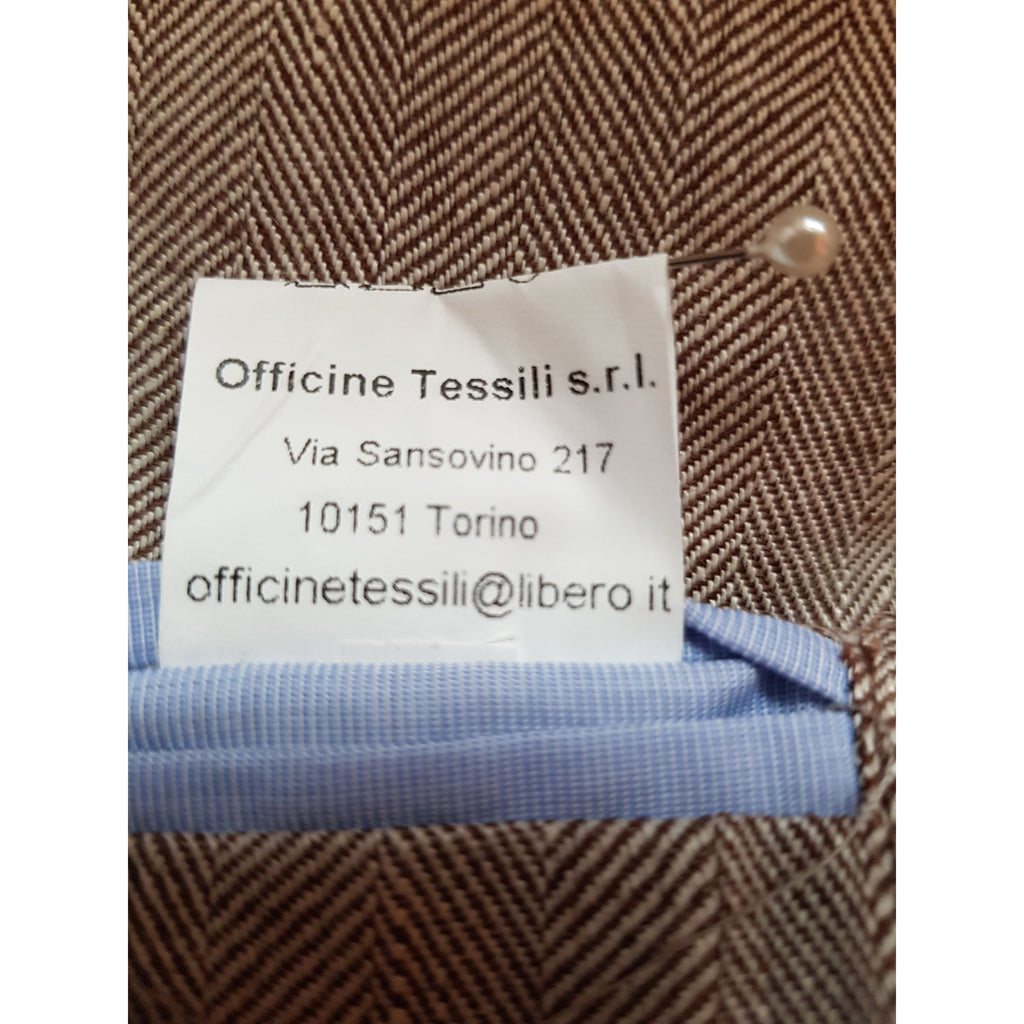 Officine Tessili s.r.l.
Via Sansovino 217
10151 Torino
officinetessili@libero.it